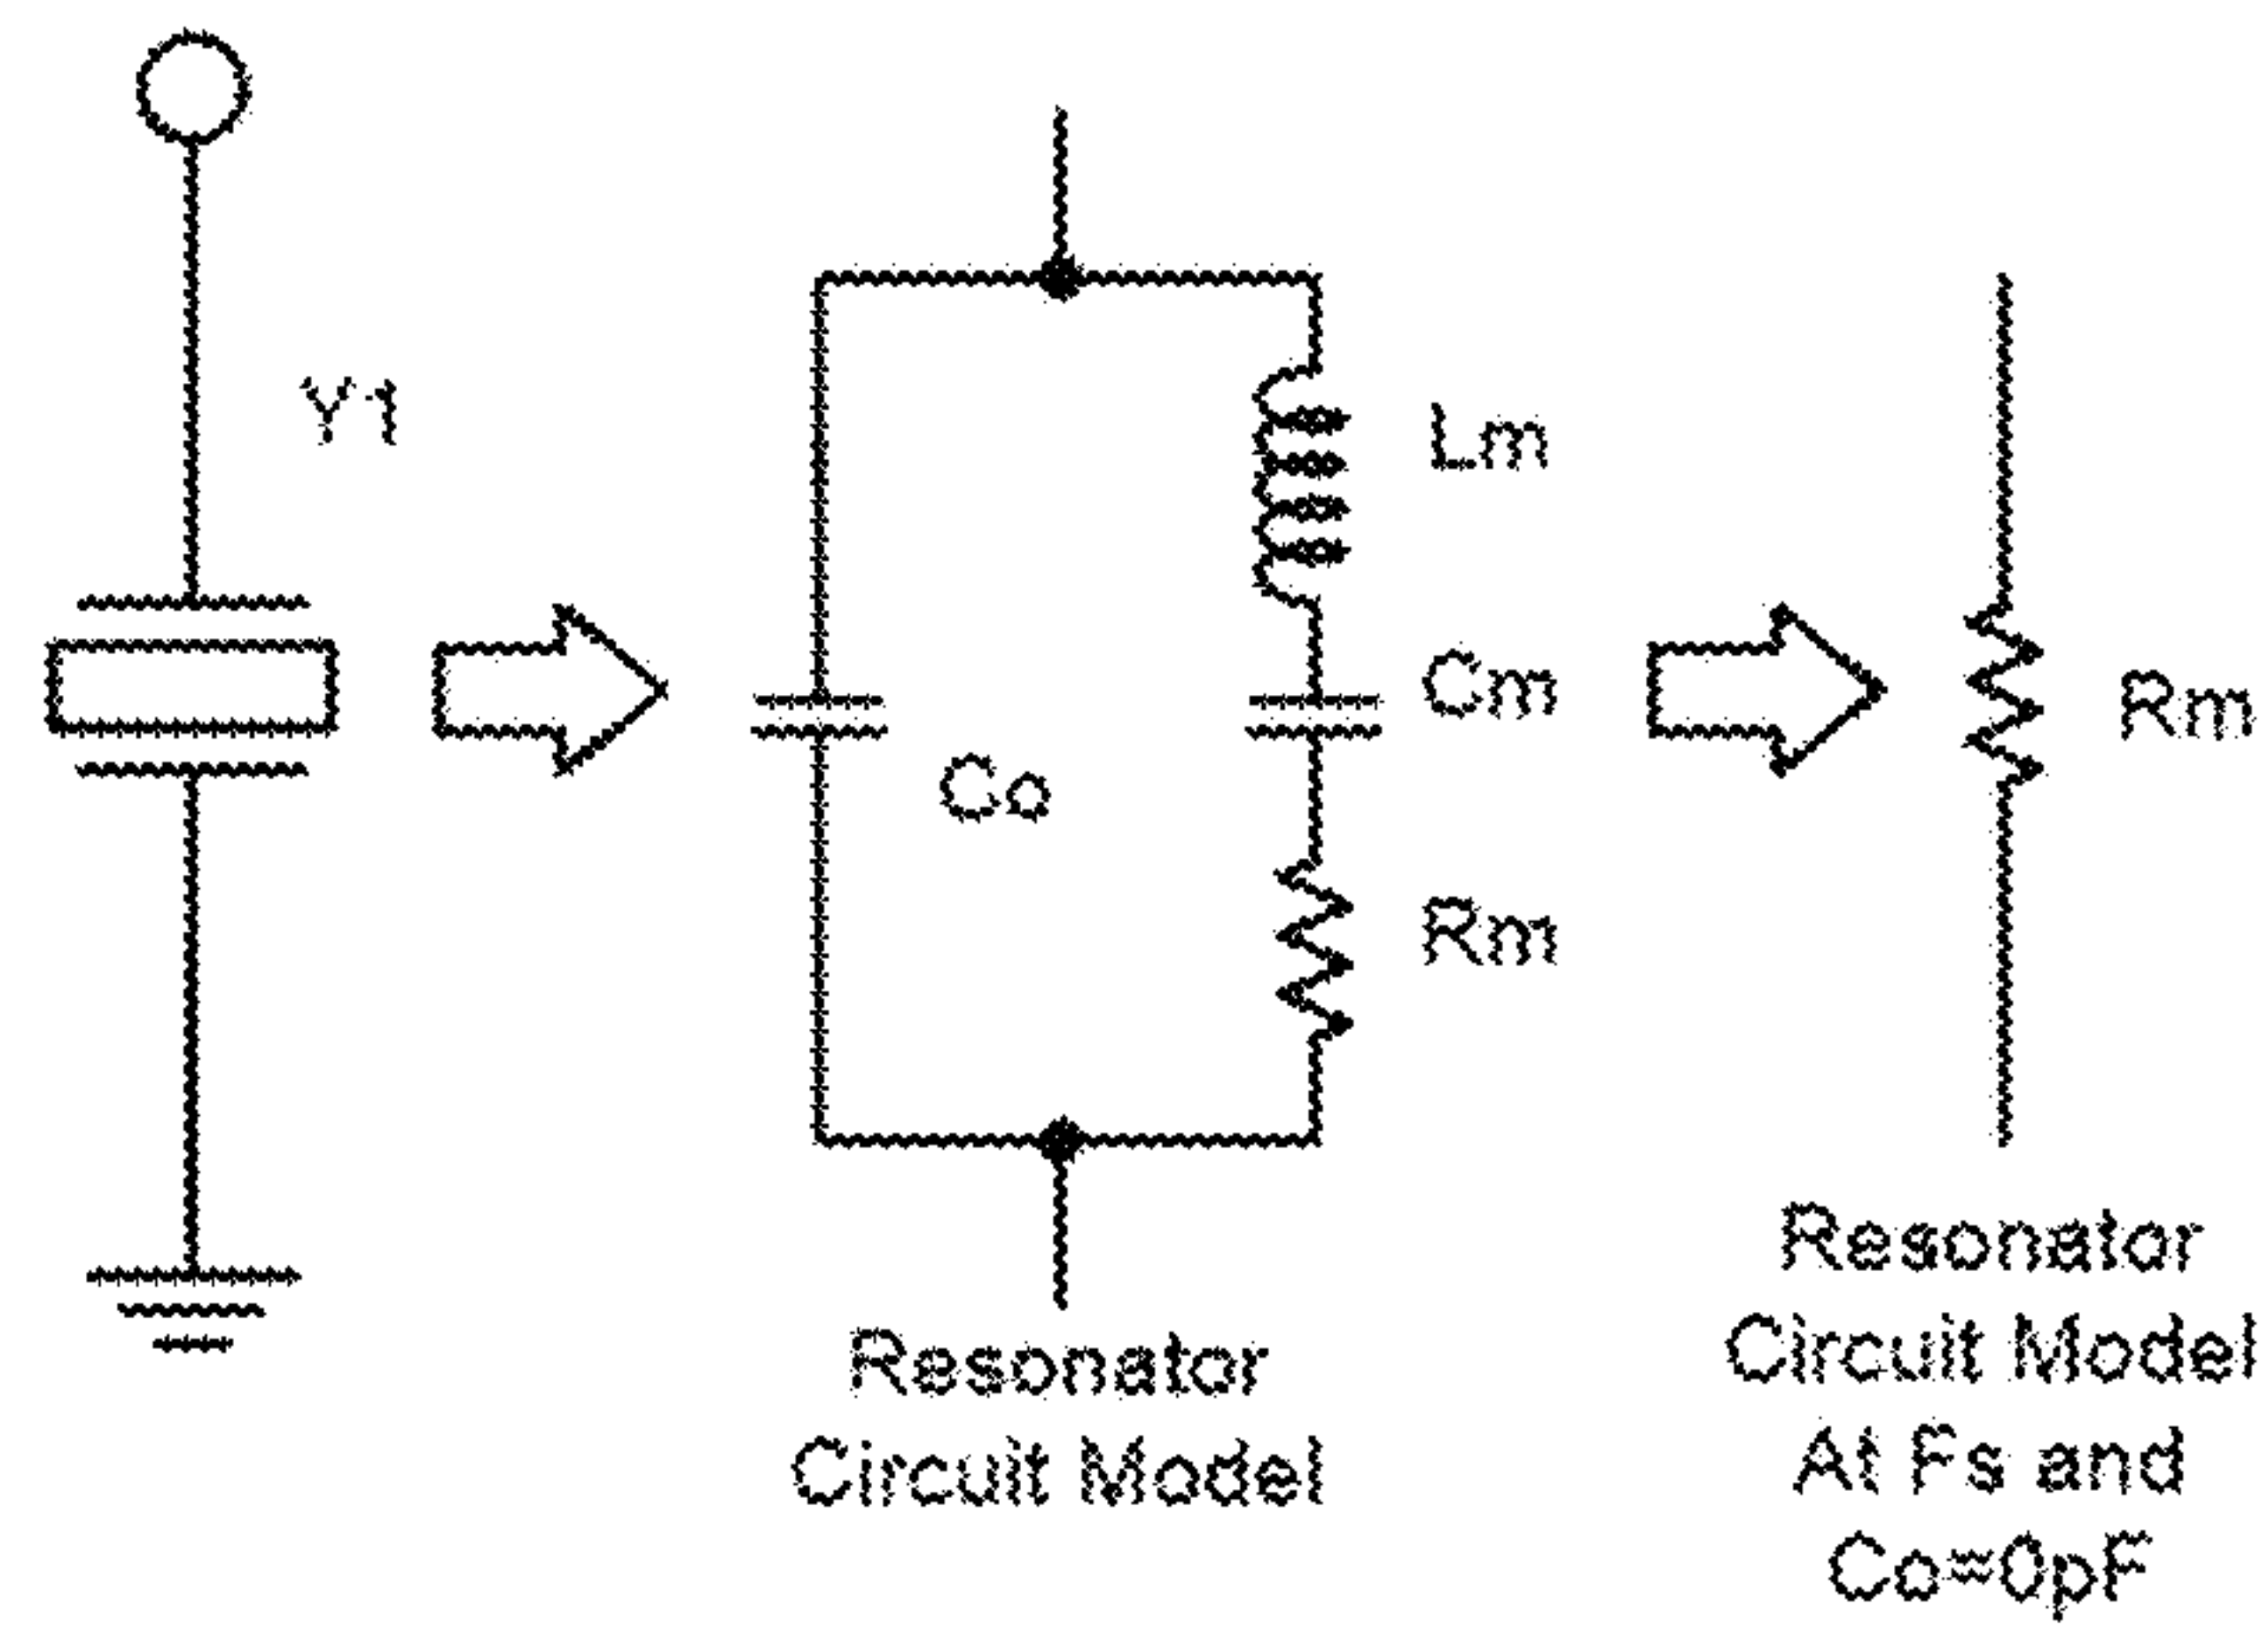 Y1
Lm
Cm
Co
Rm
Rm
Resonator
Circuit Model
Resonator
Circuit Model
At Fs and
Co≈0pF